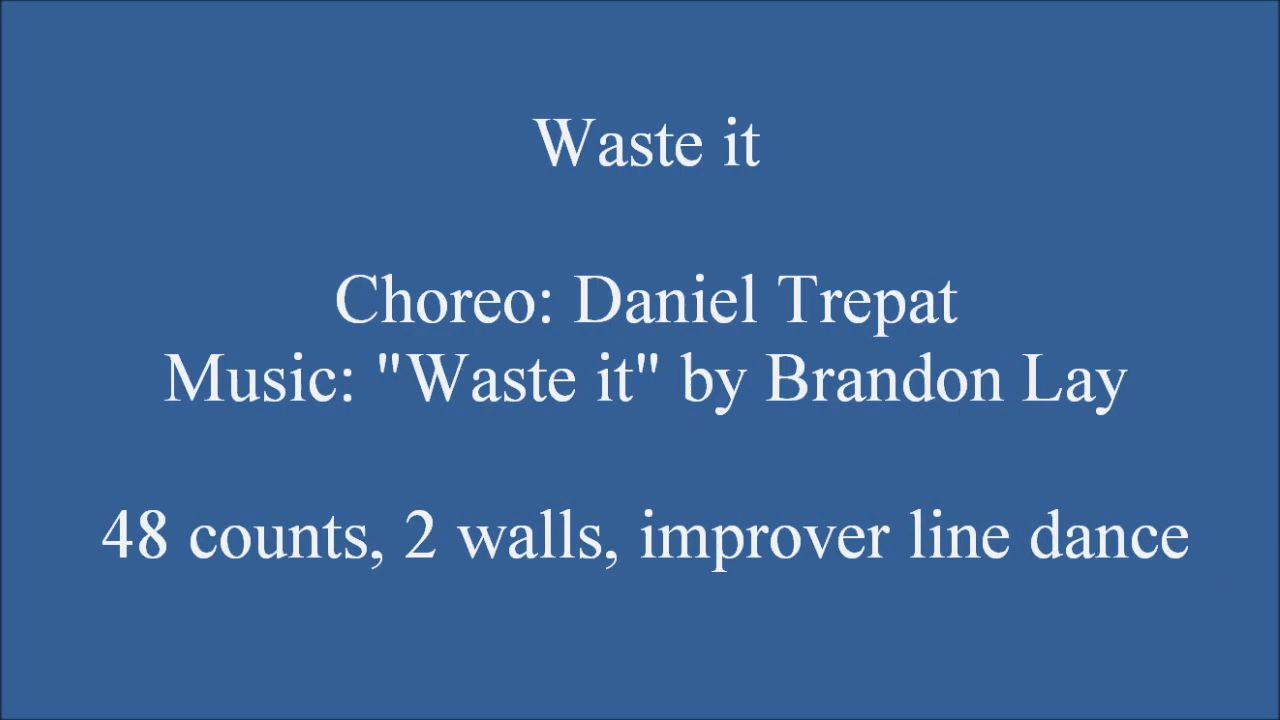 Waste it
Choreo: Daniel Trepat
Music: "Waste it" by Brandon Lay
48 counts, 2 walls, improver line dance